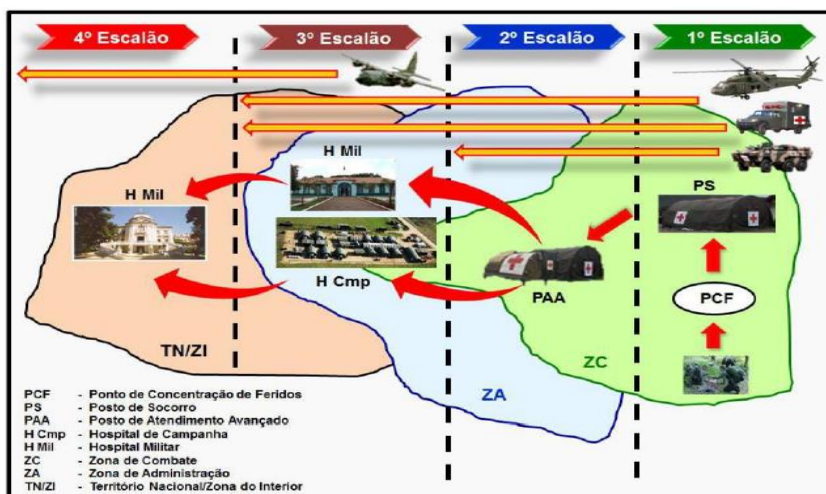 4º Escalão
3º Escalão
2º Escalão
1º Escalão
H Mil
H Mil
PS
H Cmp
PAA
PCF
TN/ZI
ZC
ZA
PCF - Ponto de Concentração de Feridos
PS - Posto de Socorro
PAA - Posto de Atendimento Avançado
H Cmp - Hospital de Campanha
H Mil - Hospital Militar
ZC - Zona de Combate
ZA - Zona de Administração
TN/ZI - Território Nacional/Zona do Interior